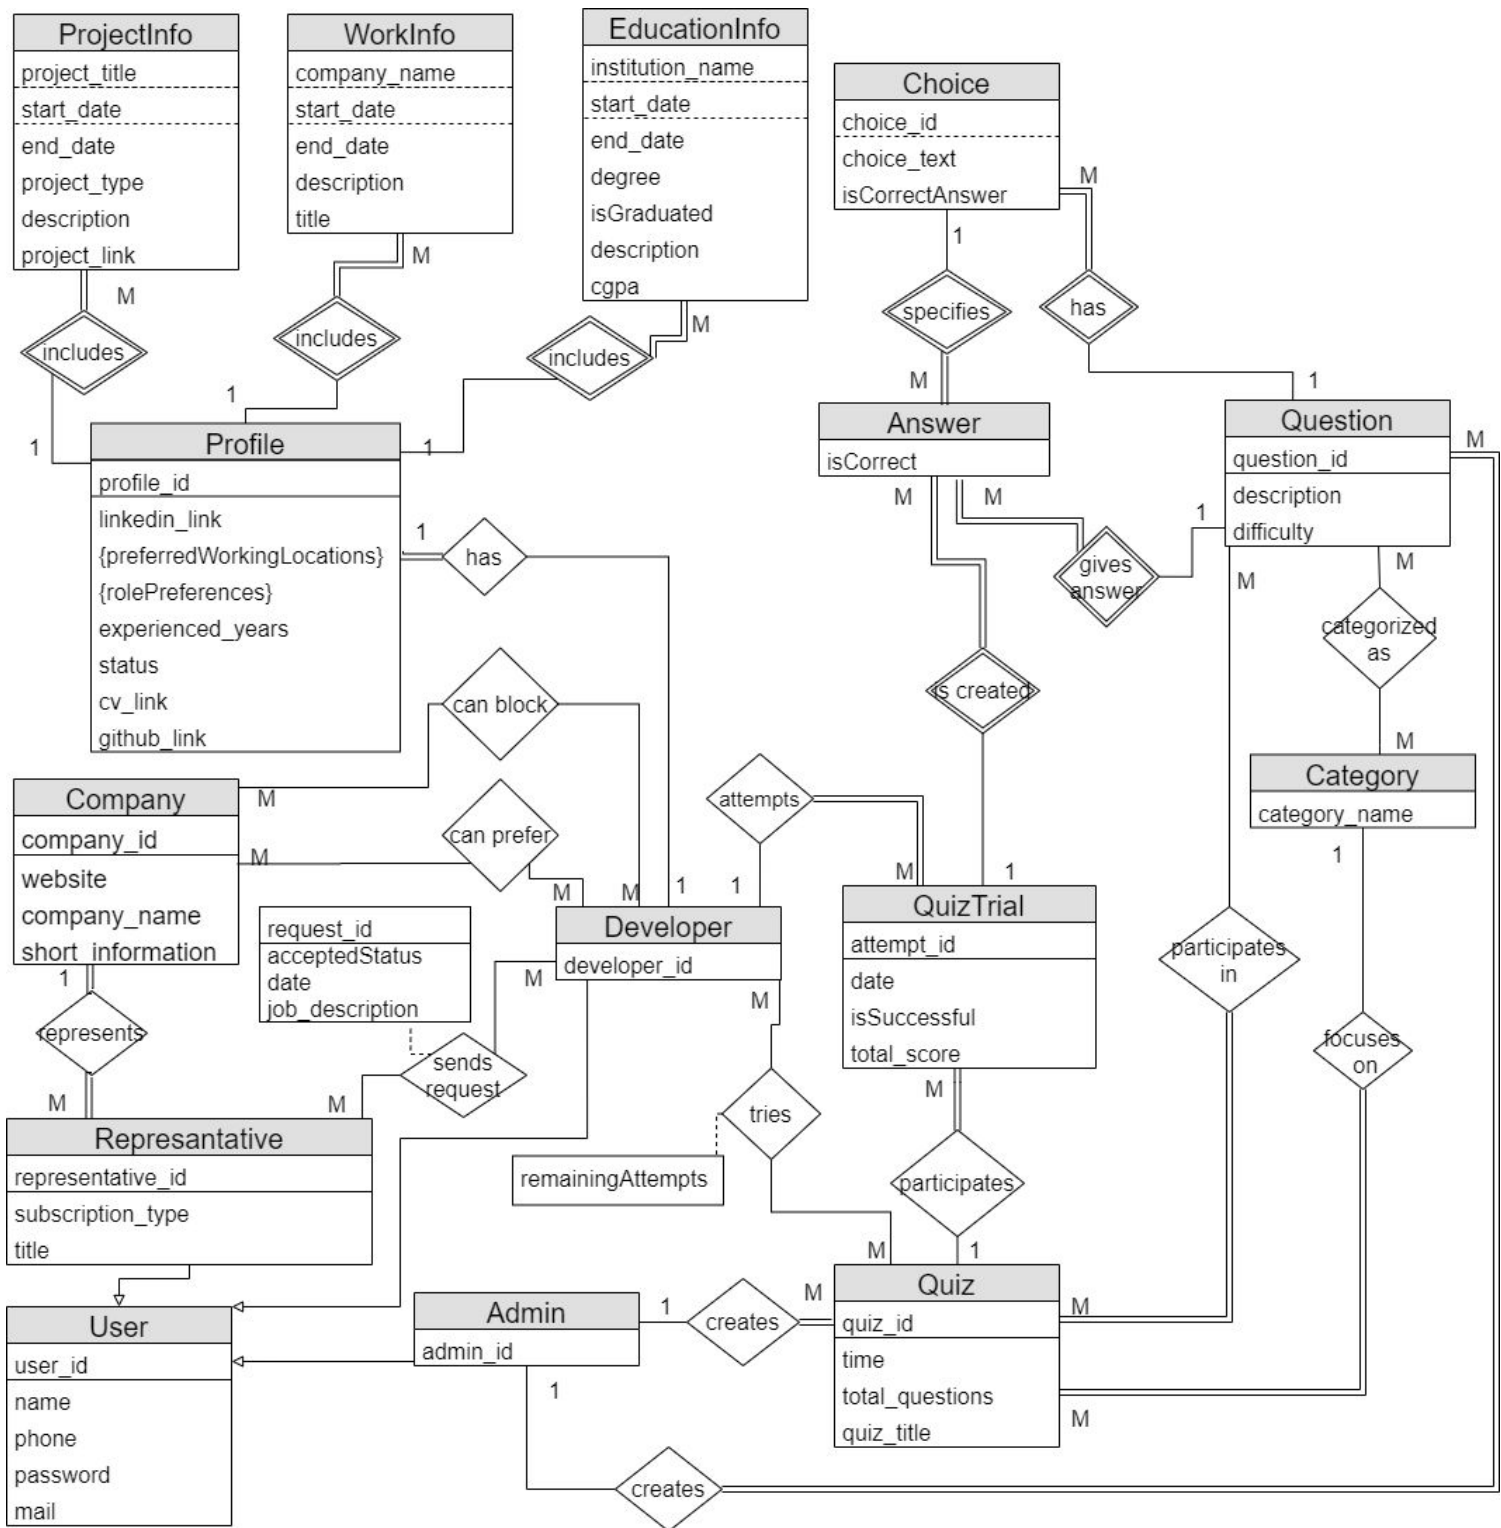 ProjectInfo
project_title
start_date
end_date
project_type
description
project_link
WorkInfo
company_name
start_date
end_date
description
title
EducationInfo
institution_name
start_date
end_date
degree
isGraduated
description
cgpa
Choice
choice_id
choice_text
isCorrectAnswer
M
M
M
M
1
includes
includes
includes
specifies
has
1
1
1
M
1
Profile
profile_id
linkedin_link
{preferredWorkingLocations}
{rolePreferences}
experienced_years
status
cv_link
github_link
Answer
isCorrect
M
M
Question
question_id
description
difficulty
M
1
1
has
gives
answer
M
M
categorized
as
M
is created
can block
M
can prefer
M
attempts
Category
category_name
1
Company
company_id
website
company_name
short_information
1
M
M
1
1
M
1
request_id
acceptedStatus
date
job_description
Developer
developer_id
M
M
QuizTrial
attempt_id
date
isSuccessful
total_score
M
participates
in
focuses
on
represents
sends
request
M
M
tries
remainingAttempts
participates
Represantative
representative_id
subscription_type
title
M
1
User
user_id
name
phone
password
mail
Admin
admin_id
1
creates
M
1
Quiz
quiz_id
time
total_questions
quiz_title
M
M
creates